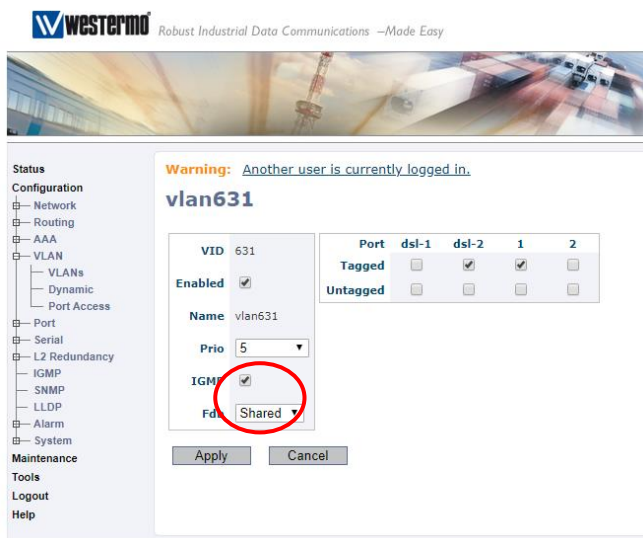 westermo Robust Industrial Data Communications –Made Easy
Status
Configuration
Network
Routing
AAA
VLAN
VLANs
Dynamic
Port Access
Port
Serial
L2 Redundancy
IGMP
SNMP
LLDP
Alarm
System
Maintenance
Tools
Logout
Help
Warning: Another user is currently logged in.
vlan631
VID 631
Enabled
Name vlan631
Prio 5
IGMP
Fdb Shared
Port dsl-1 dsl-2 1 2
Tagged
Untagged
Apply Cancel